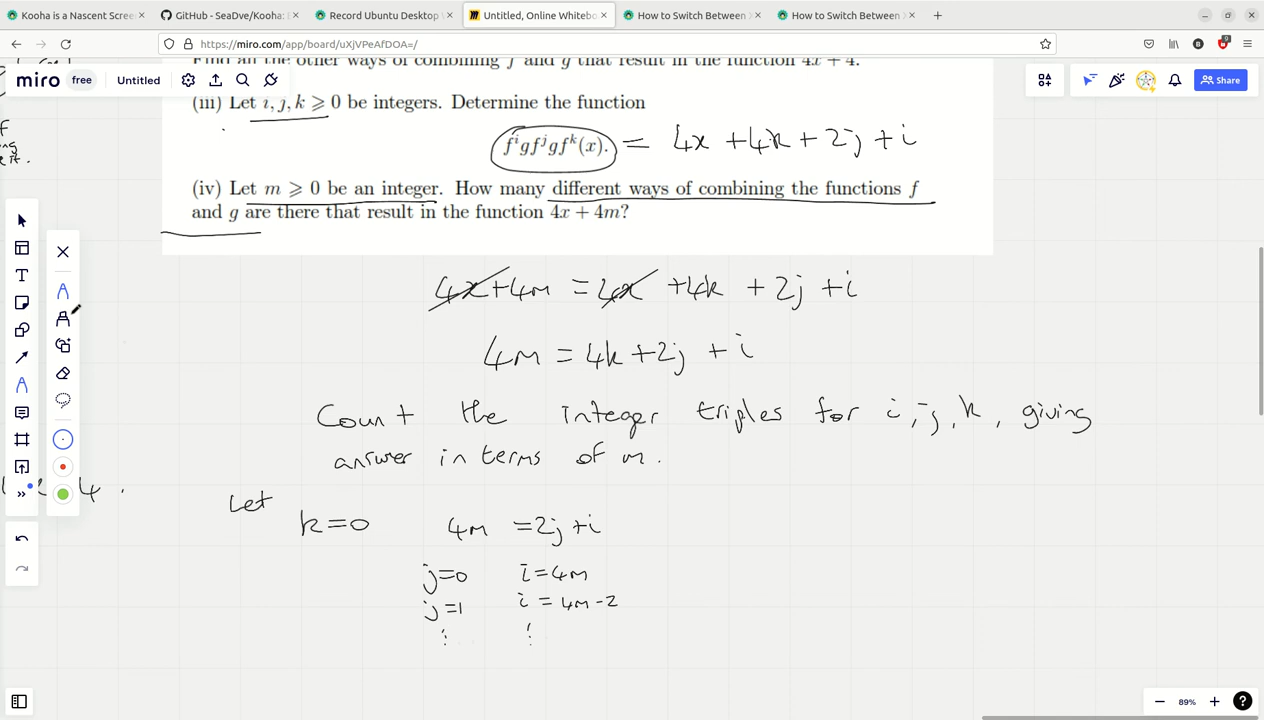 Kooha is a Nascent Scree
GitHub - SeaDve/Kooha: E
Record Ubuntu Desktop
Untitled, Online Whitebo
How to Switch Between
How to Switch Between
https://miro.com/app/board/uXjVPeAfDOA=/
miro free Untitled
Share
Find all the other ways of combining f and g that result in the function 4x + 4.
(iii) Let i, j, k ⩾ 0 be integers. Determine the function
fⁱgfʲgfᵏ(x). = 4x + 4k + 2j + i
(iv) Let m ⩾ 0 be an integer. How many different ways of combining the functions f
and g are there that result in the function 4x + 4m?
4x + 4m = 4x + 4k + 2j + i
4m = 4k + 2j + i
Count the integer triples for i, j, k, giving
answer in terms of m.
4.
Let
k=0 4m = 2j + i
j=0 i = 4m
j=1 i = 4m - 2
⋮ ⋮
89%